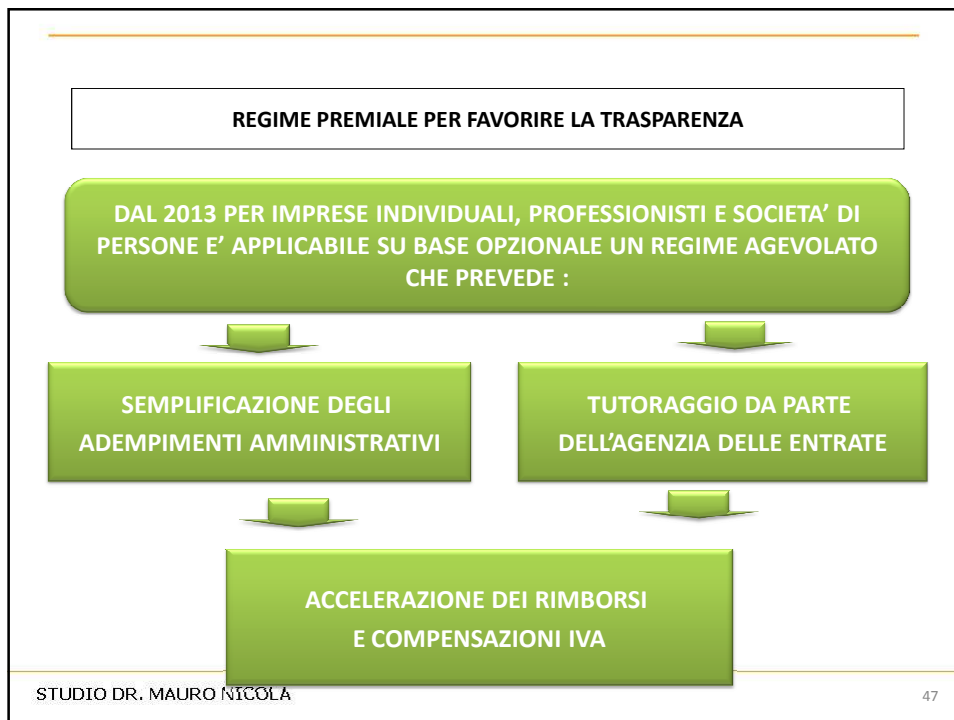 REGIME PREMIALE PER FAVORIRE LA TRASPARENZA
DAL 2013 PER IMPRESE INDIVIDUALI, PROFESSIONISTI E SOCIETA’ DI
PERSONE E’ APPLICABILE SU BASE OPZIONALE UN REGIME AGEVOLATO
CHE PREVEDE :
SEMPLIFICAZIONE DEGLI
ADEMPIMENTI AMMINISTRATIVI
TUTORAGGIO DA PARTE
DELL’AGENZIA DELLE ENTRATE
ACCELERAZIONE DEI RIMBORSI
E COMPENSAZIONI IVA
STUDIO DR. MAURO NICOLA
47